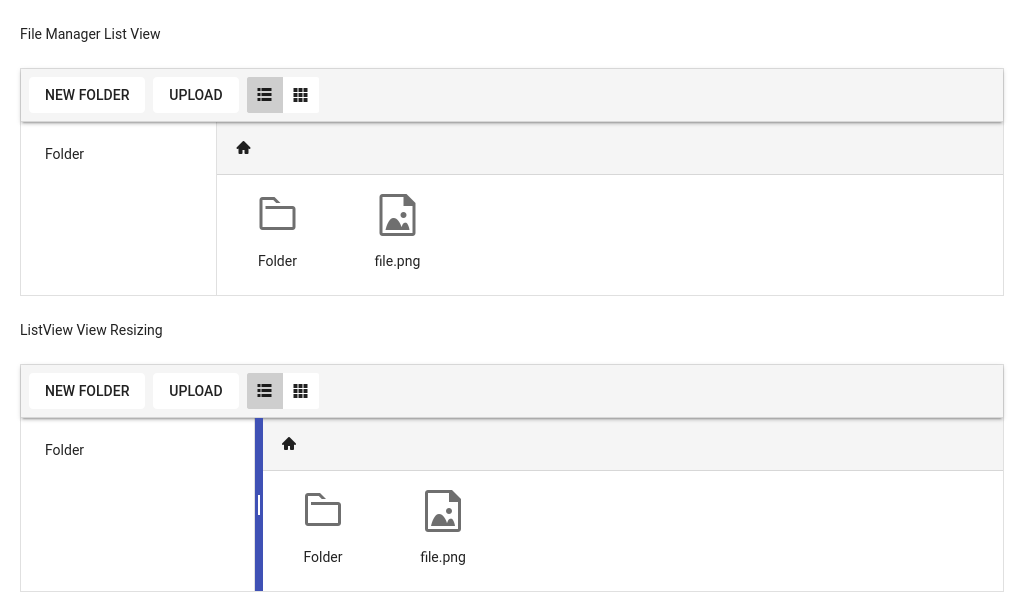 File Manager List View
NEW FOLDER UPLOAD
Folder
Folder file.png
ListView View Resizing
NEW FOLDER UPLOAD
Folder
Folder file.png